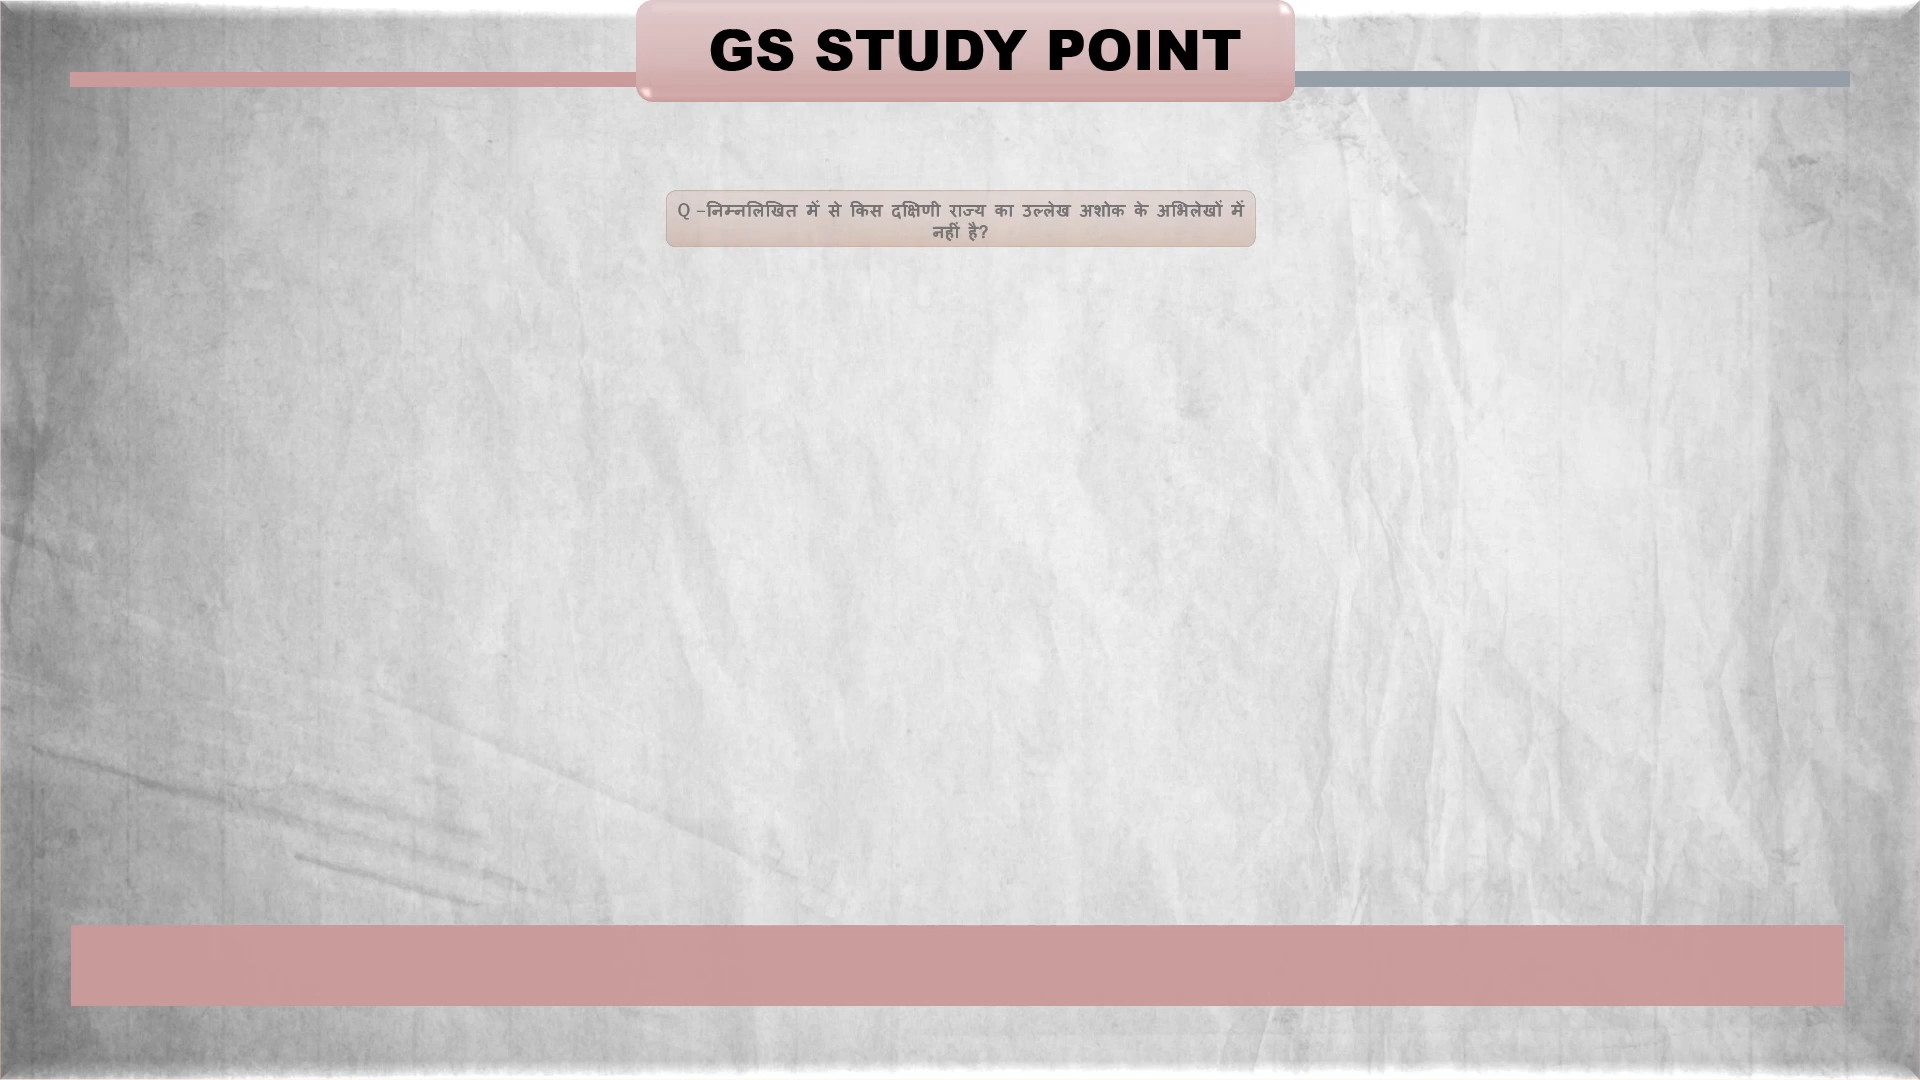 GS STUDY POINT
Q –निम्नलिखित में से किस दक्षिणी राज्य का उल्लेख अशोक के अभिलेखों में
नहीं है?